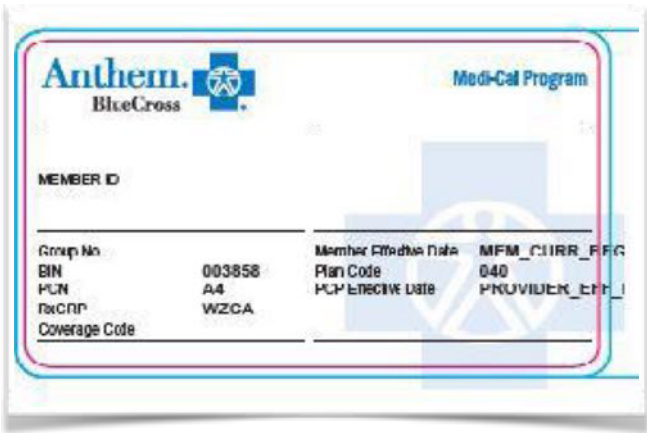 Anthem.
BlueCross
Medi-Cal Program
MEMBER ID
Group No
BIN 003858
PCN A4
RxGRP WZCA
Coverage Code
Member Effective Date MEM_CURR_BEG
Plan Code 040
PCP Effective Date PROVIDER_EFF_